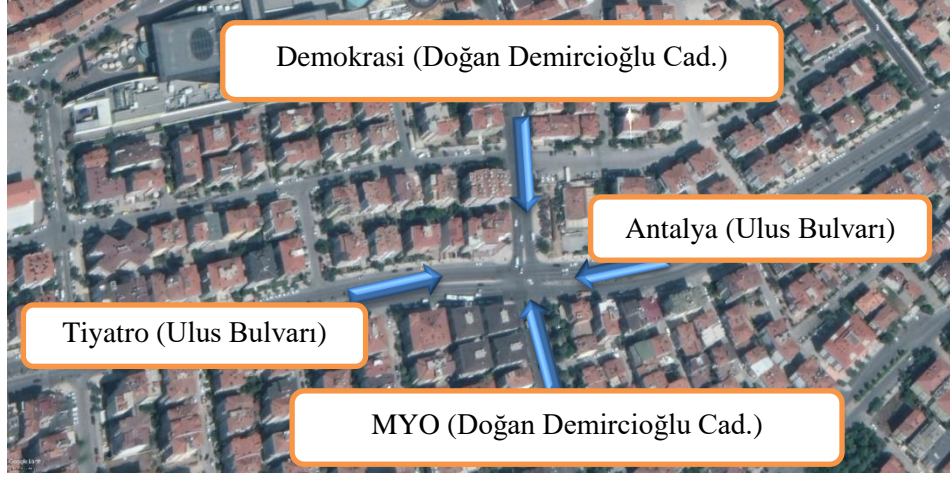 Demokrasi (Doğan Demircioğlu Cad.)
Antalya (Ulus Bulvarı)
Tiyatro (Ulus Bulvarı)
MYO (Doğan Demircioğlu Cad.)